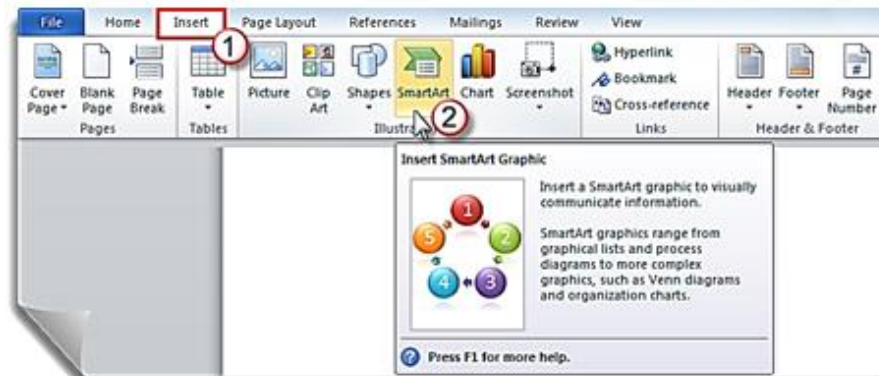 File Home Insert Page Layout References Mailings Review View
1
Cover Page
Blank Page
Page Break
Table
Picture
Clip Art
Shapes
SmartArt
Chart
Screenshot
Hyperlink
Bookmark
Cross-reference
Header
Footer
Page Number
#
Pages Tables Illustra Links Header & Footer
2
Insert SmartArt Graphic
1
2
3
4
5
Insert a SmartArt graphic to visually
communicate information.
SmartArt graphics range from
graphical lists and process
diagrams to more complex
graphics, such as Venn diagrams
and organization charts.
Press F1 for more help.